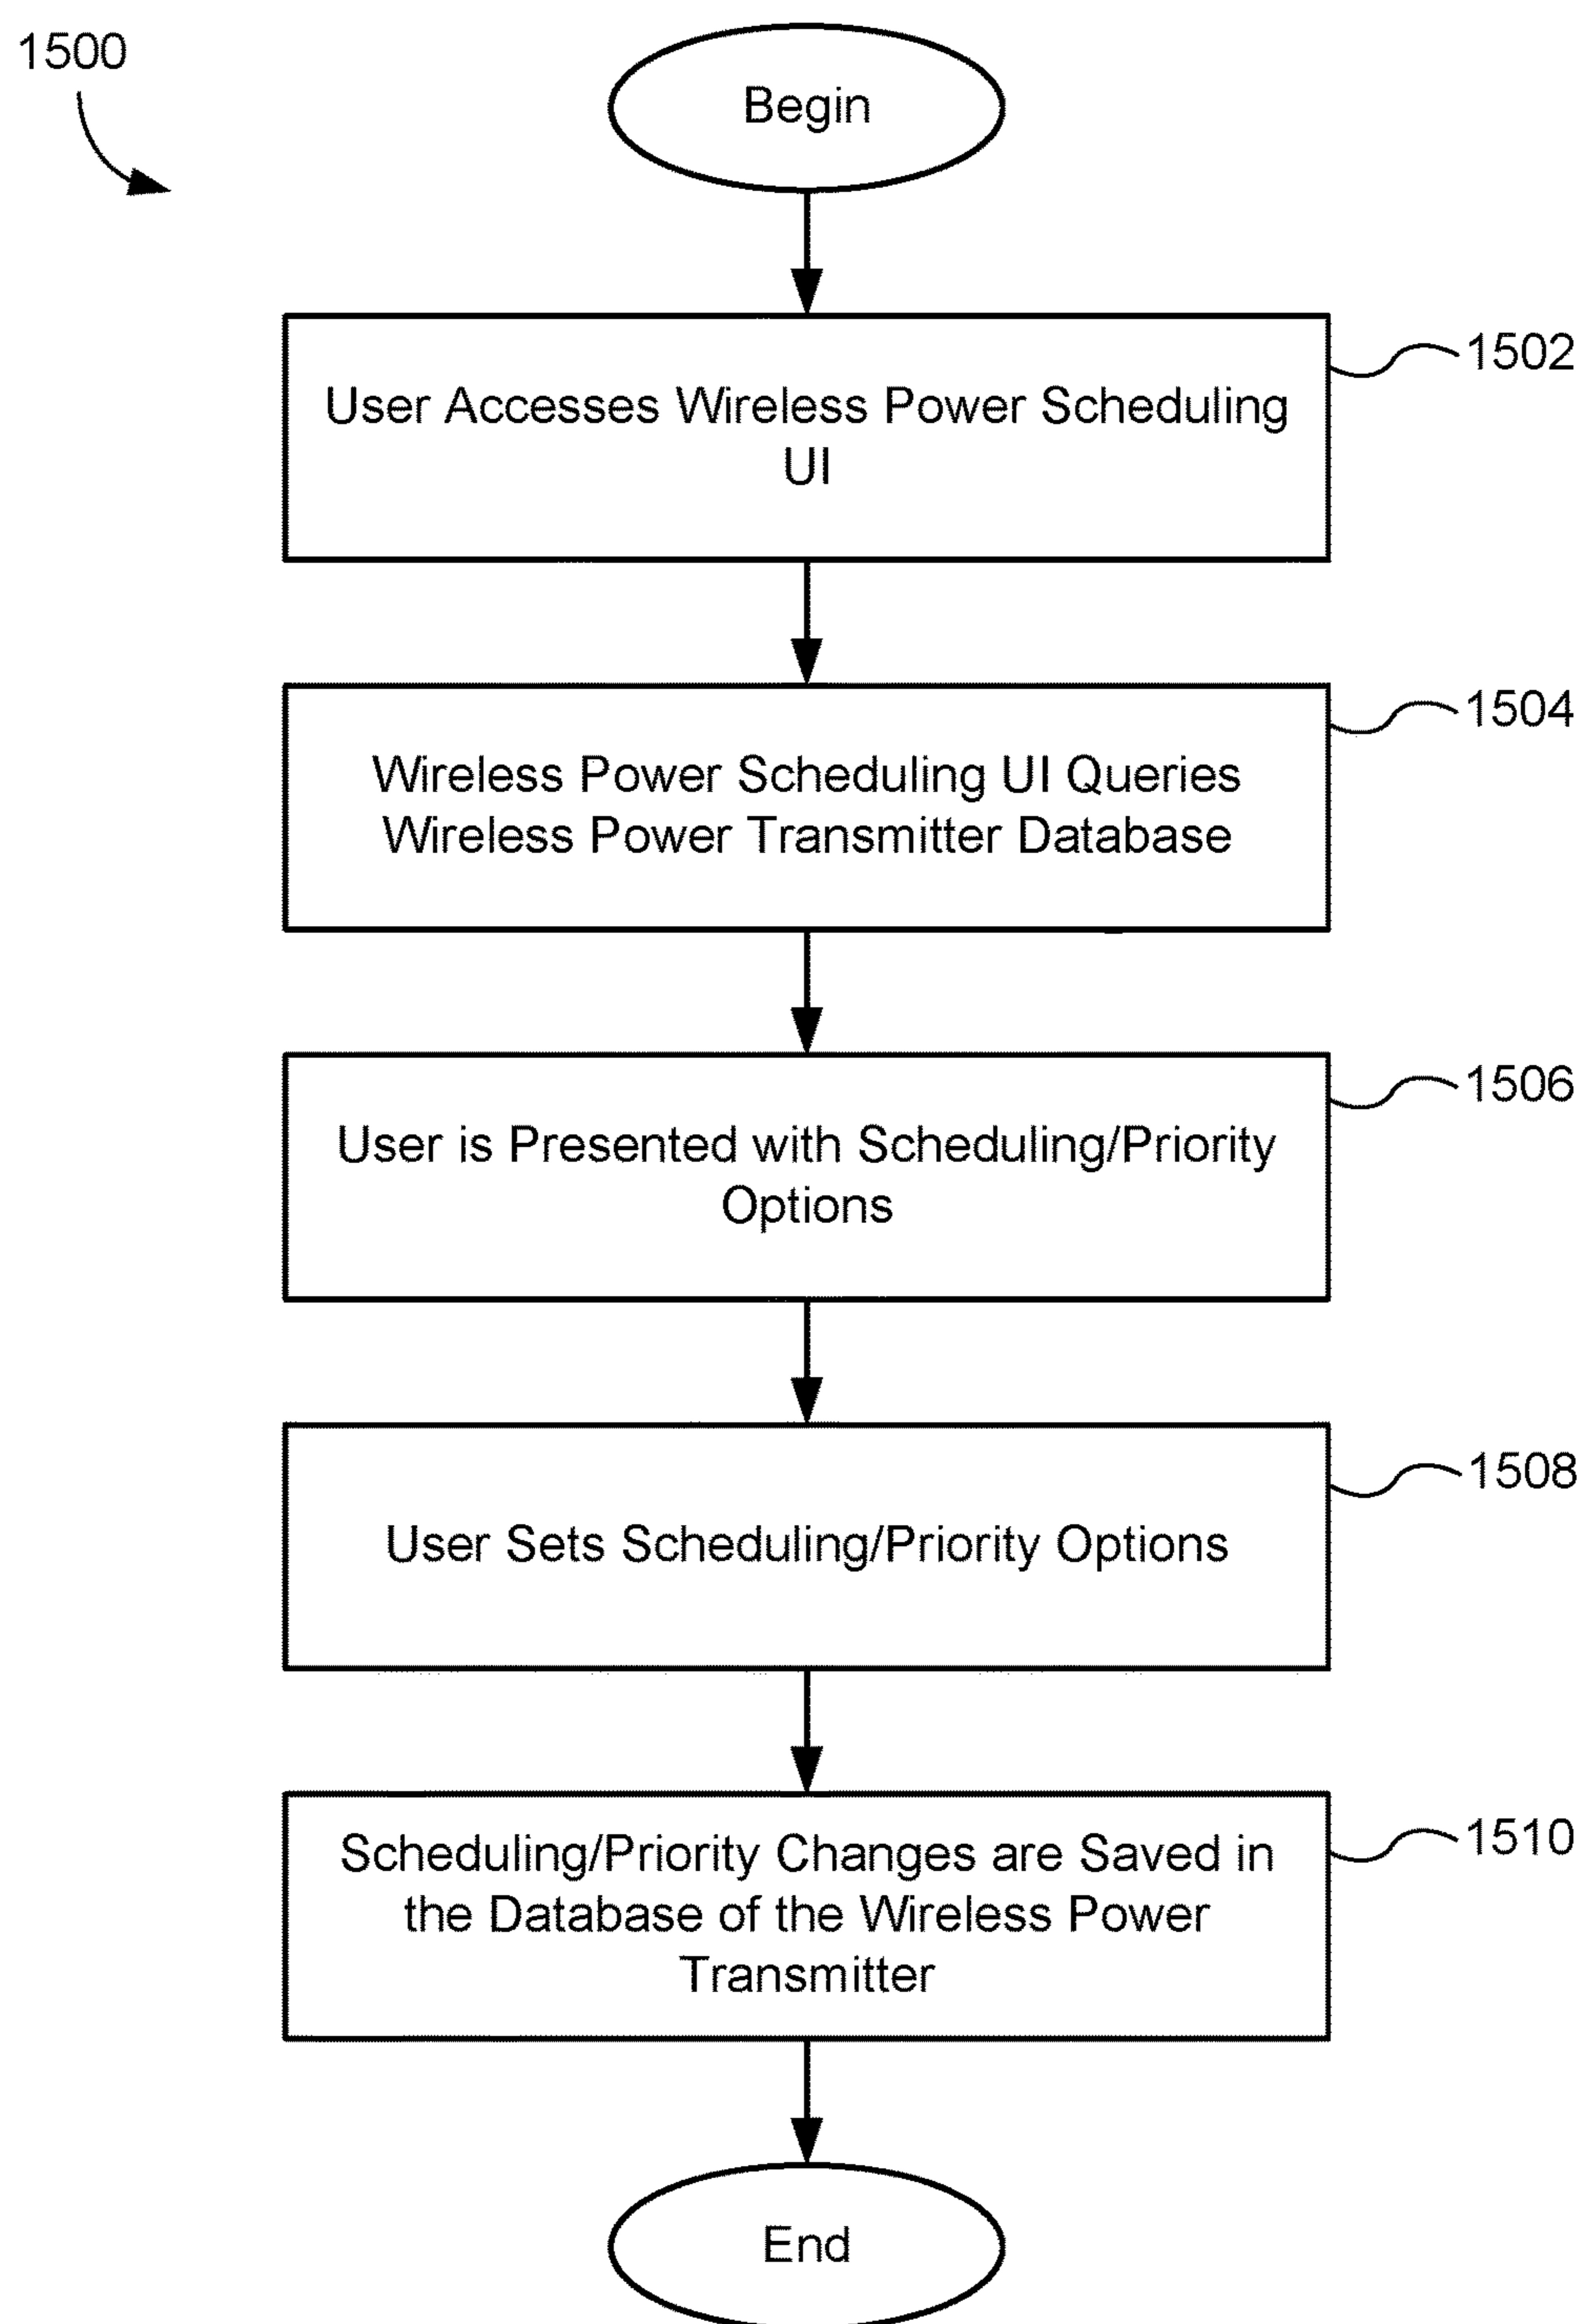 1500
Begin
1502
User Accesses Wireless Power Scheduling
UI
1504
Wireless Power Scheduling UI Queries
Wireless Power Transmitter Database
1506
User is Presented with Scheduling/Priority
Options
1508
User Sets Scheduling/Priority Options
1510
Scheduling/Priority Changes are Saved in
the Database of the Wireless Power
Transmitter
End